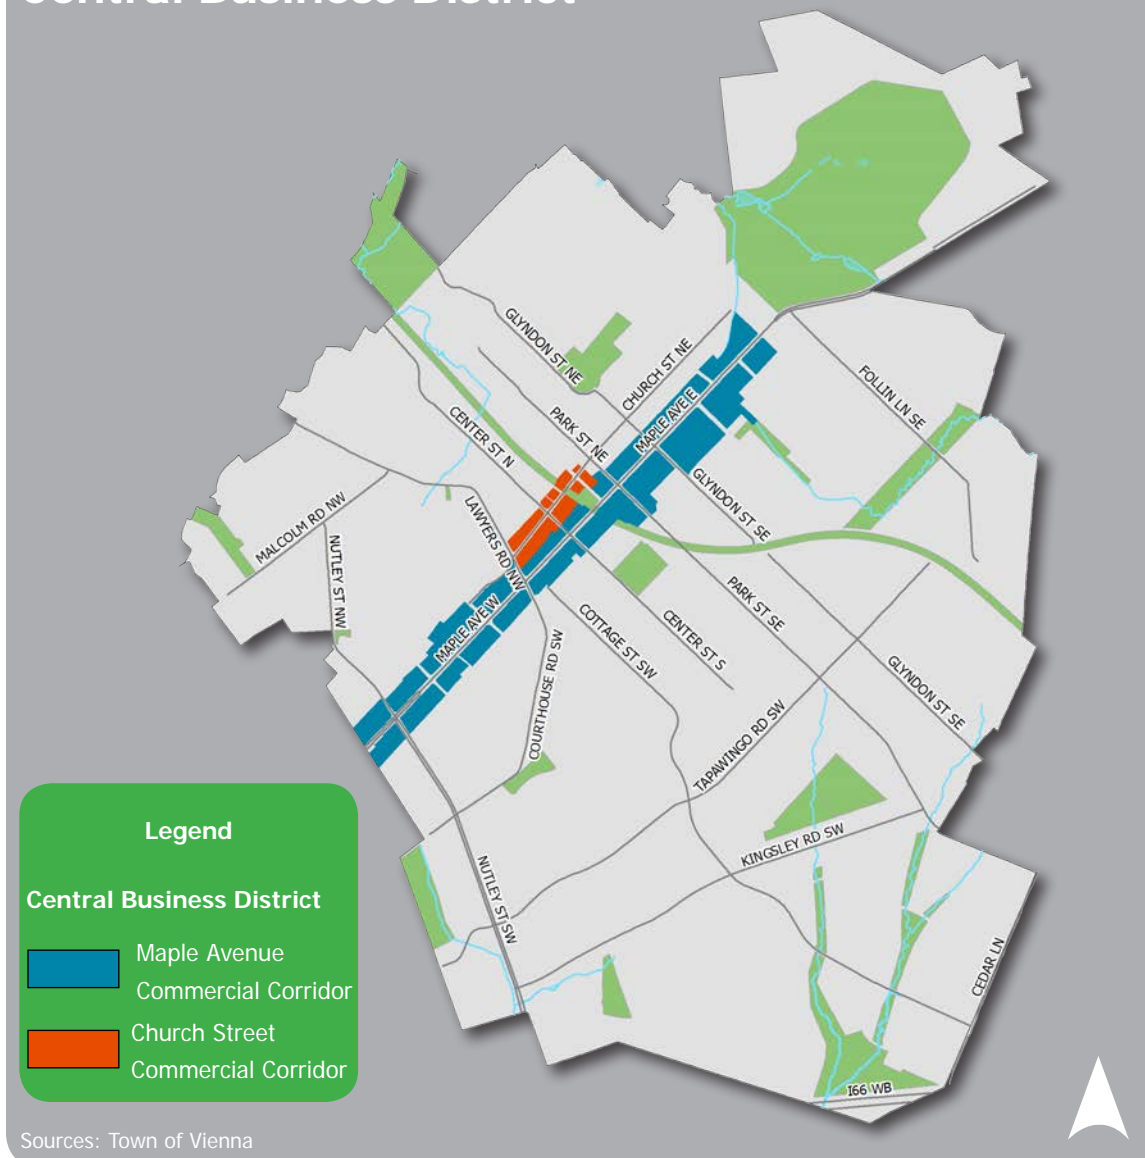 Central Business District
GLYNDON ST NE
CHURCH ST NE
FOLLIN LN SE
MAPLE AVE E
PARK ST NE
CENTER ST N
GLYNDON ST SE
LAWYERS RD NW
MALCOLM RD NW
NUTLEY ST NW
PARK ST SE
MAPLE AVE W
COTTAGE ST SW
CENTER ST S
GLYNDON ST SE
COURTHOUSE RD SW
TAPAWINGO RD SW
KINGSLEY RD SW
NUTLEY ST SW
CEDAR LN
I66 WB
Legend
Central Business District
Maple Avenue
Commercial Corridor
Church Street
Commercial Corridor
Sources: Town of Vienna